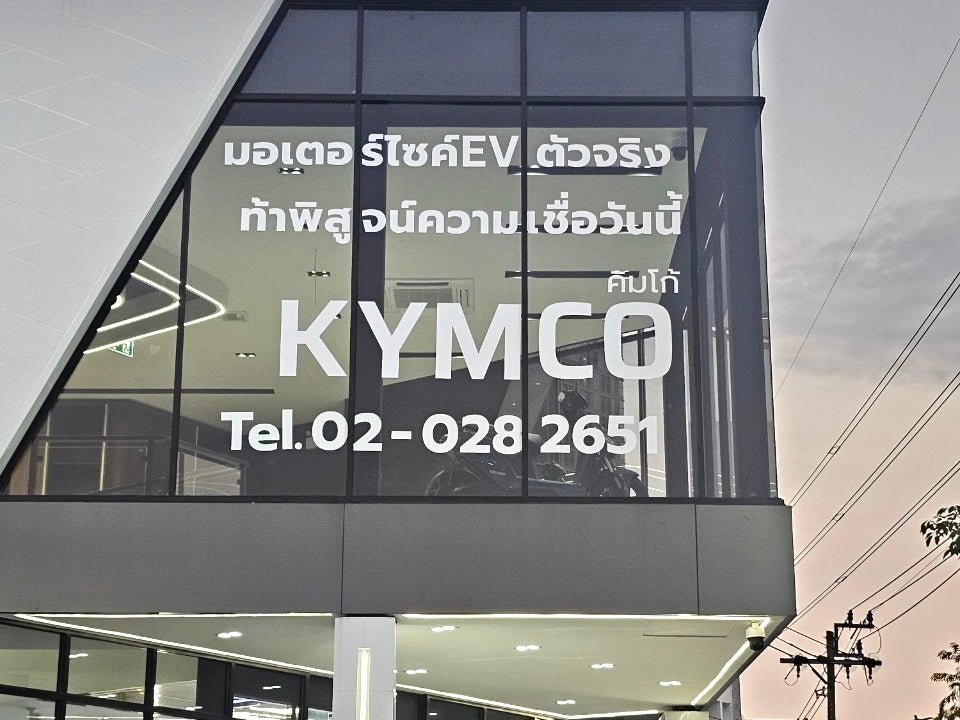 มอเตอร์ไซค์EV ตัวจริง
ท้าพิสูจน์ความเชื่อวันนี้
คิมโก้
KYMCO
Tel. 02 - 028 2651